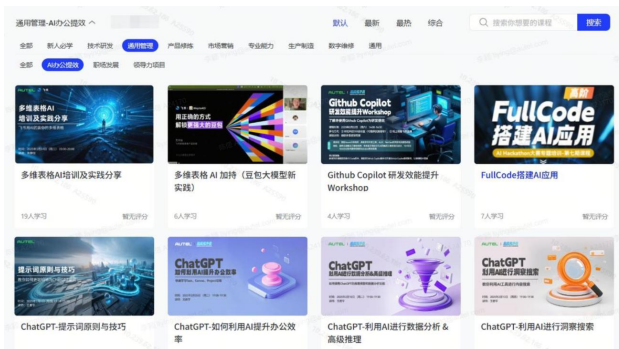 通用管理-AI办公提效
默认 最新 最热 综合
搜索你想要的课程
搜索
全部 新人必学 技术研发 通用管理 产品修炼 市场营销 专业能力 生产制造 数字维修 通用
全部 AI办公提效 职场发展 领导力项目
AUTEL
多维表格AI
培训及实践分享
多维表格AI培训及实践分享
19人学习 暂无评分
用正确的方式
解锁更强大的豆包
多维表格 AI 加持（豆包大模型新
实践）
6人学习 暂无评分
AUTEL
Github Copilot
研发效能提升Workshop
Github Copilot 研发效能提升
Workshop
4人学习 暂无评分
AUTEL
高阶
FullCode
搭建AI应用
FullCode搭建AI应用
7人学习 暂无评分
AUTEL
提示词原则与技巧
ChatGPT-提示词原则与技巧
AUTEL
ChatGPT
如何利用AI提升办公效率
ChatGPT-如何利用AI提升办公效
率
AUTEL
ChatGPT
利用AI进行数据分析&高级推理
ChatGPT-利用AI进行数据分析 &
高级推理
AUTEL
ChatGPT
利用AI进行洞察搜索
ChatGPT-利用AI进行洞察搜索